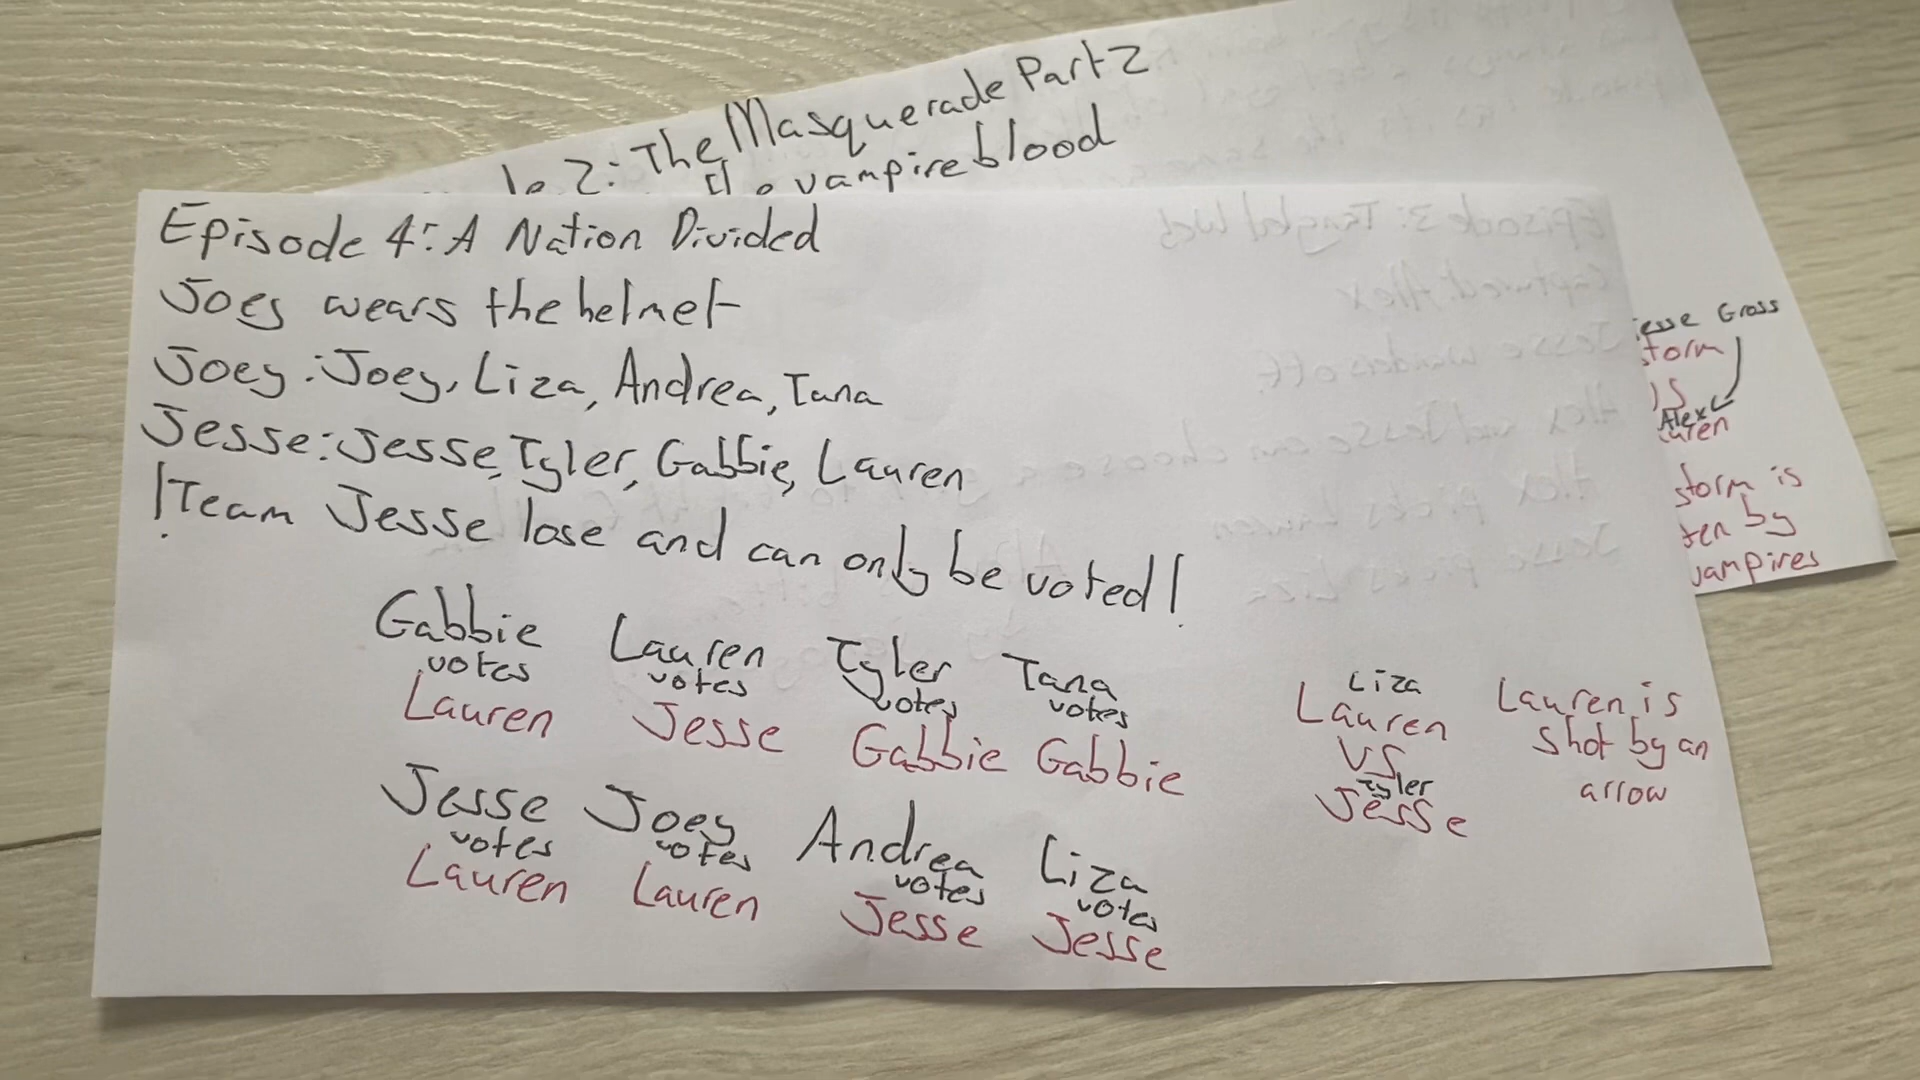 The Masquerade Part 2
vampire blood
Episode 4: A Nation Divided
Joey wears the helmet
Joey: Joey, Liza, Andrea, Tana
Jesse: Jesse, Tyler, Gabbie, Lauren
!Team Jesse lose and can only be voted!
Gabbie Lauren Tyler Tana
votes votes votes votes
Lauren Jesse Gabbie Gabbie
Jesse Joey Andrea Liza
votes votes votes votes
Lauren Lauren Jesse Jesse
Liza
Lauren
VS
Tyler
Jesse
Lauren is
shot by an
arrow
Gross
Alex
storm is
by
vampires